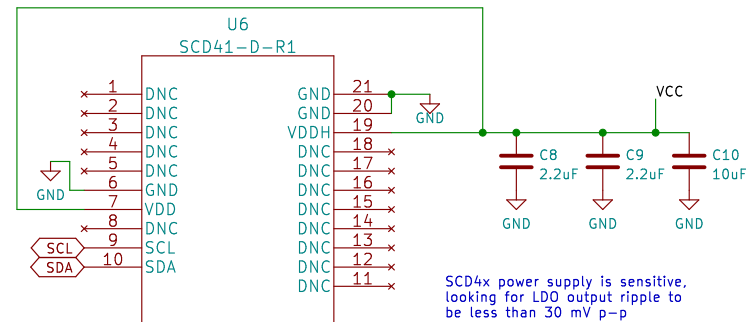 U6
SCD41-D-R1
1 DNC
2 DNC
3 DNC
4 DNC
5 DNC
6 GND
7 VDD
8 DNC
9 SCL
10 SDA
GND
SCL
SDA
GND 21
GND 20
VDDH 19
DNC 18
DNC 17
DNC 16
DNC 15
DNC 14
DNC 13
DNC 12
DNC 11
GND
VCC
C8
2.2uF
GND
C9
2.2uF
GND
C10
10uF
GND
SCD4x power supply is sensitive,
looking for LDO output ripple to
be less than 30 mV p-p